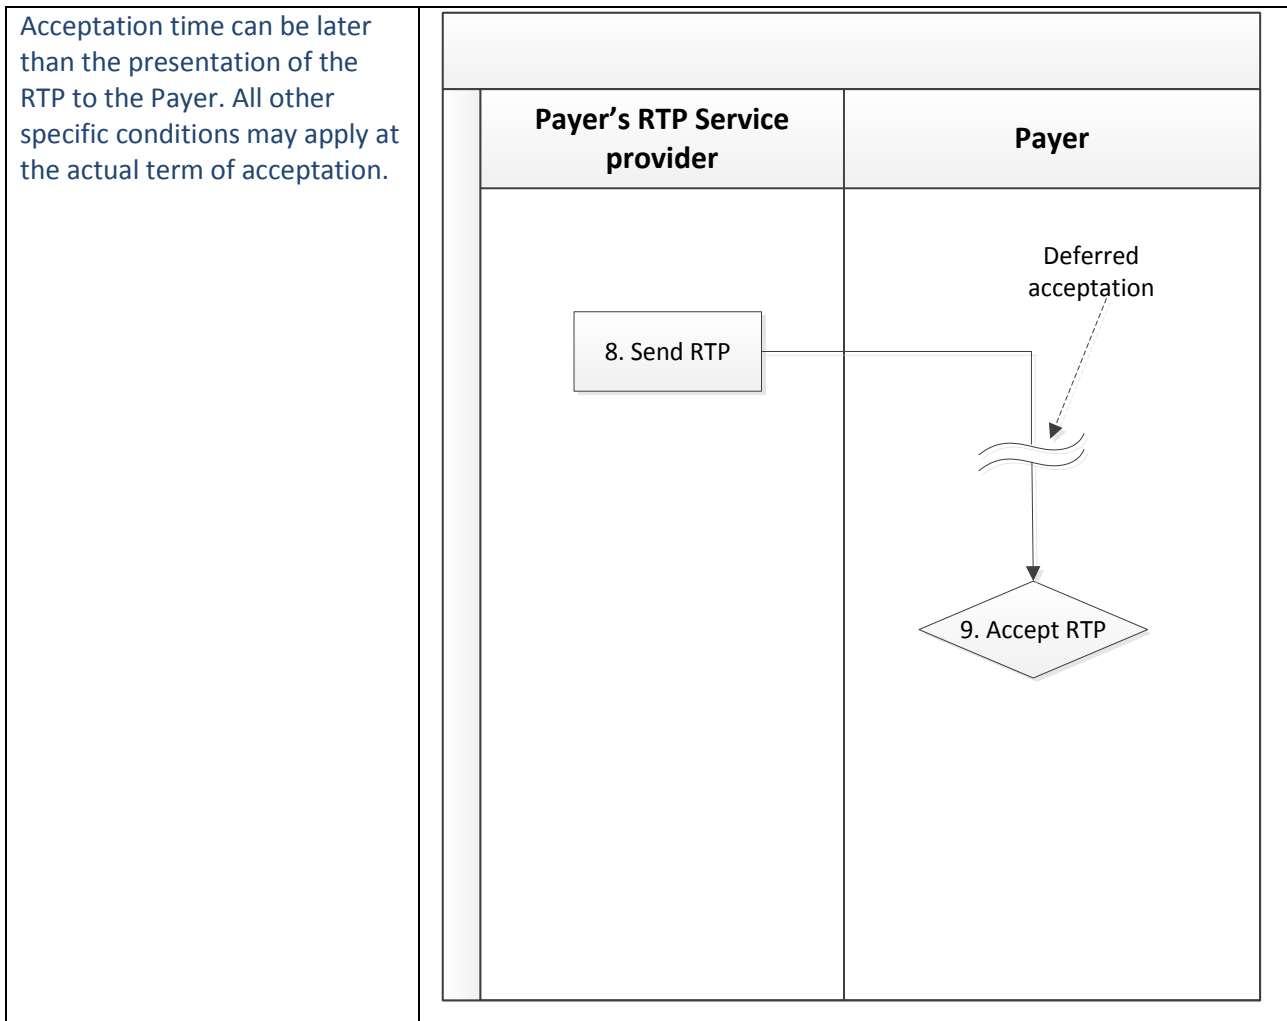 Acceptation time can be later
than the presentation of the
RTP to the Payer. All other
specific conditions may apply at
the actual term of acceptation.
Payer's RTP Service
provider
Payer
Deferred
acceptation
8. Send RTP
9. Accept RTP